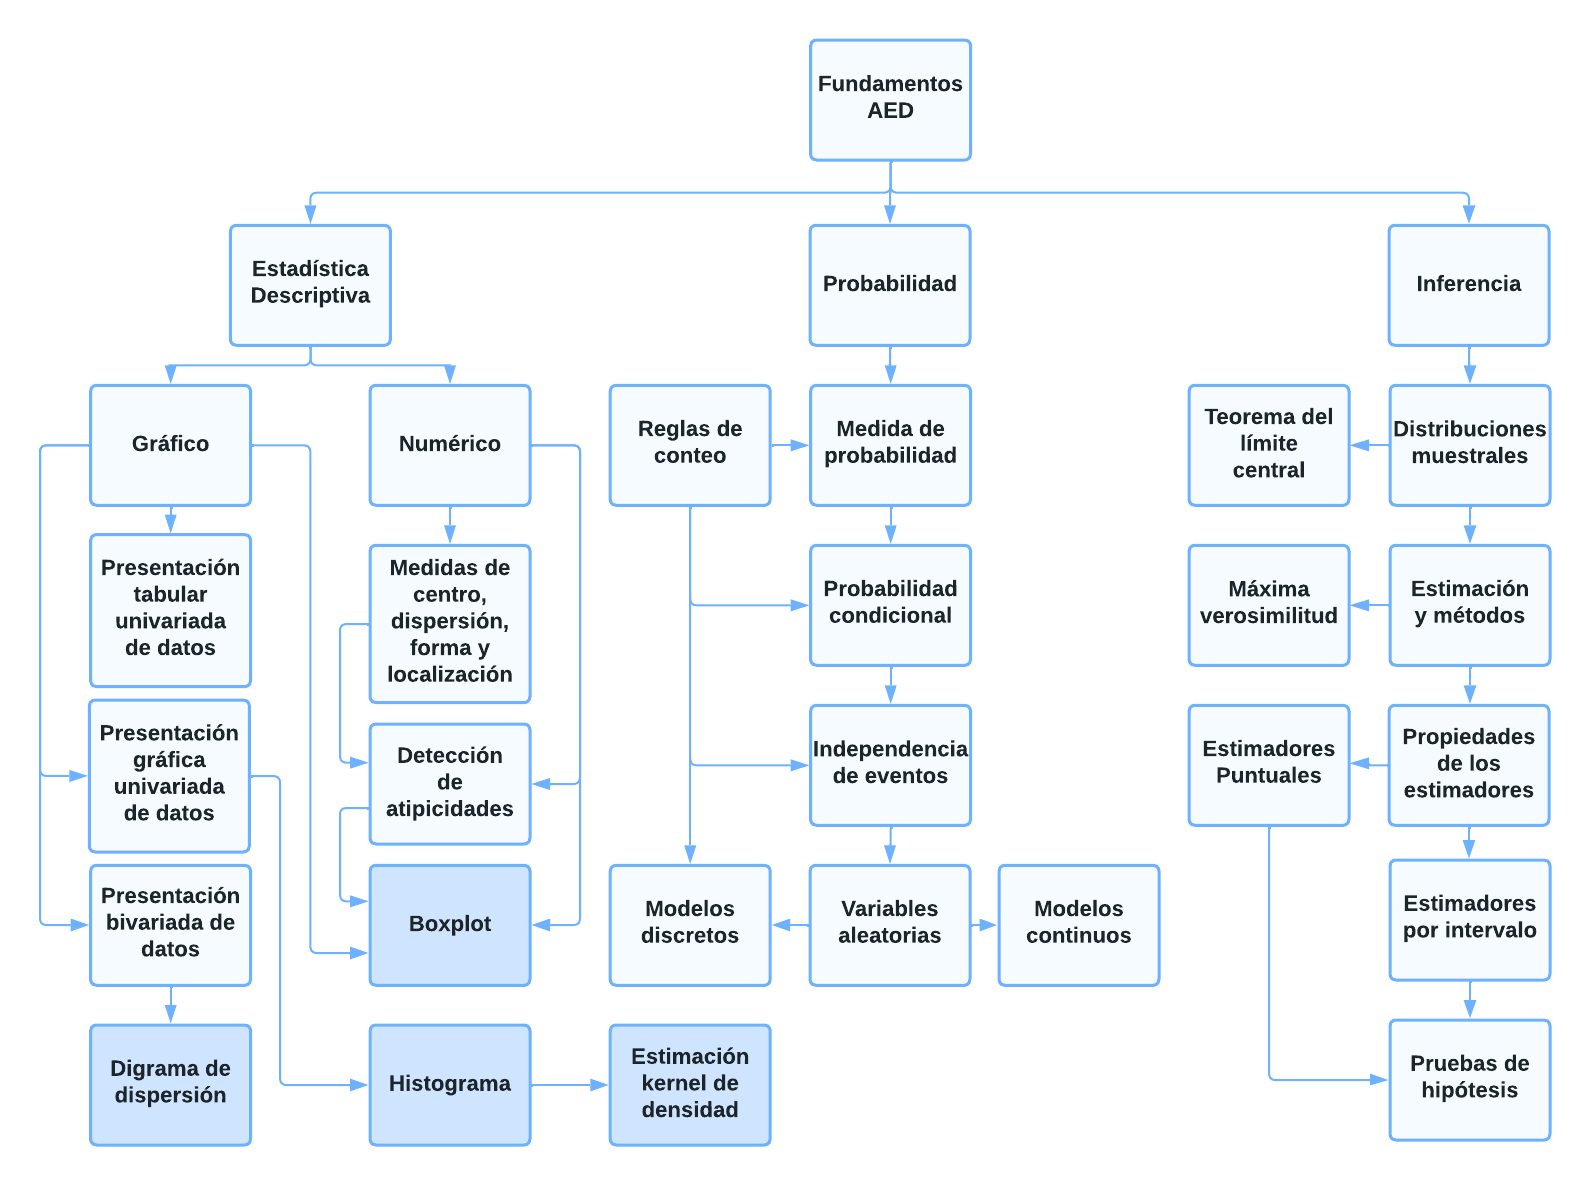 Fundamentos
AED
Estadística
Descriptiva
Probabilidad
Inferencia
Gráfico
Numérico
Reglas de
conteo
Medida de
probabilidad
Teorema del
límite
central
Distribuciones
muestrales
Presentación
tabular
univariada
de datos
Medidas de
centro,
dispersión,
forma y
localización
Probabilidad
condicional
Máxima
verosimilitud
Estimación
y métodos
Presentación
gráfica
univariada
de datos
Detección
de
atipicidades
Independencia
de eventos
Estimadores
Puntuales
Propiedades
de los
estimadores
Presentación
bivariada de
datos
Boxplot
Modelos
discretos
Variables
aleatorias
Modelos
continuos
Estimadores
por intervalo
Digrama de
dispersión
Histograma
Estimación
kernel de
densidad
Pruebas de
hipótesis